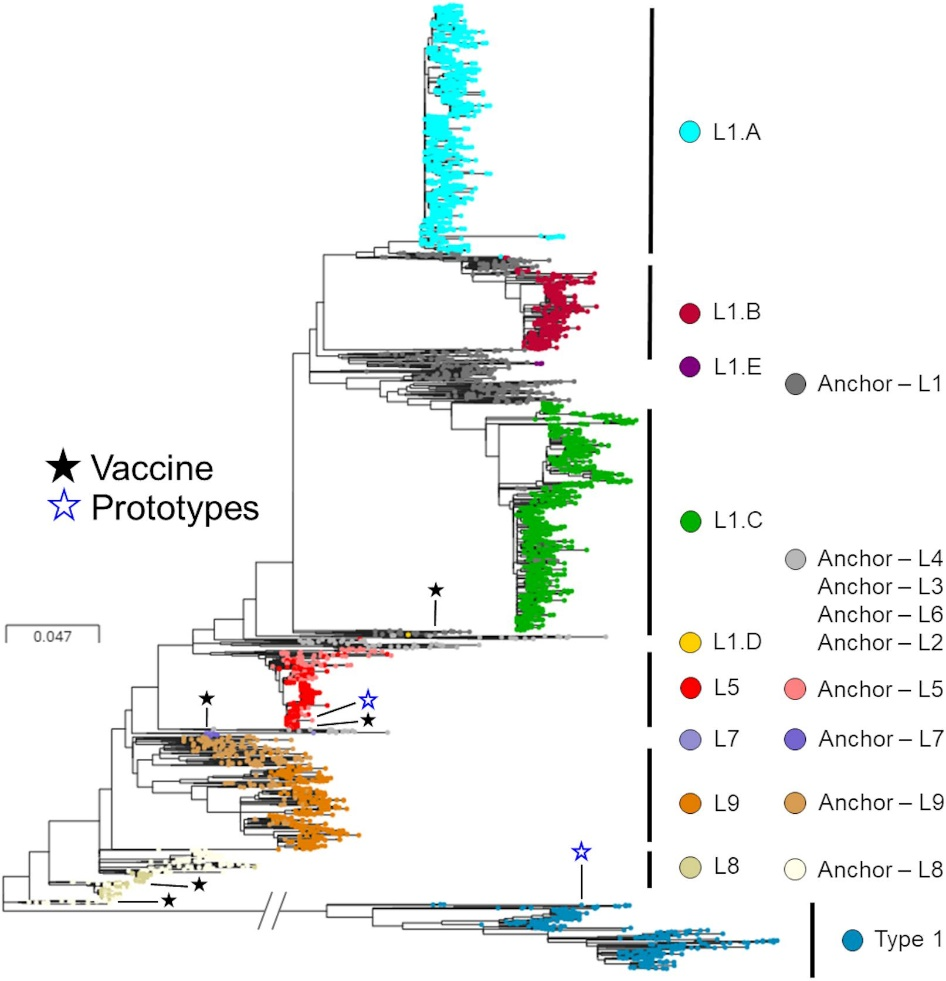 L1.A
L1.B
L1.E
Anchor – L1
★ Vaccine
☆ Prototypes
L1.C
Anchor – L4
Anchor – L3
Anchor – L6
0.047
L1.D
Anchor – L2
L5
Anchor – L5
L7
Anchor – L7
L9
Anchor – L9
L8
Anchor – L8
Type 1